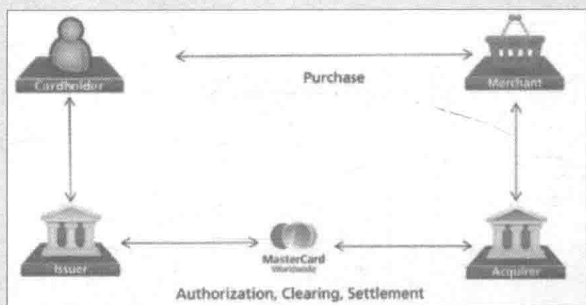 Cardholder
Merchant
Purchase
Issuer
MasterCard
Worldwide
Acquirer
Authorization, Clearing, Settlement